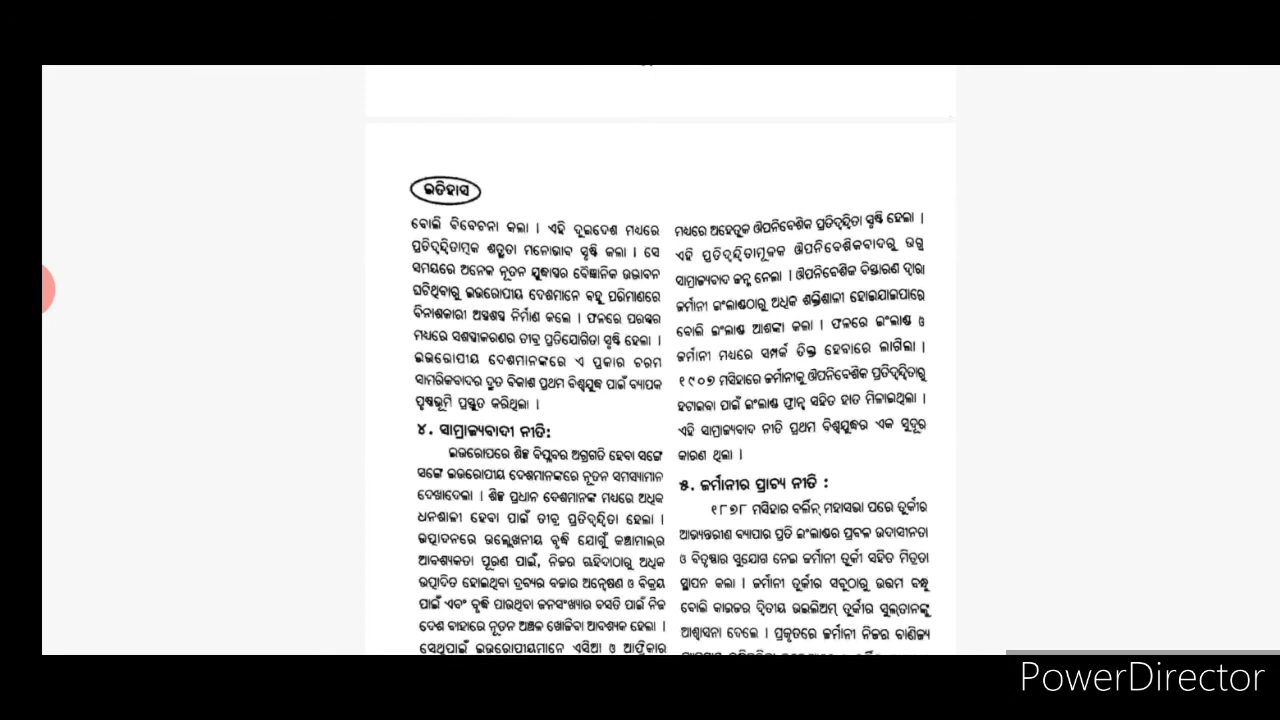 ଇତିହାସ
ବୋଲି ବିବେଚନା କଲା । ଏହି ଦୁଇଦେଶ ମଧ୍ୟରେ
ପ୍ରତିଦ୍ୱନ୍ଦ୍ୱିତାତ୍ମକ ଶତ୍ରୁତା ମନୋଭାବ ସୃଷ୍ଟି କଲା । ସେ
ସମୟରେ ଅନେକ ନୂତନ ଯୁଦ୍ଧାସ୍ତ୍ରର ବୈଜ୍ଞାନିକ ଉଦ୍ଭାବନ
ଘଟିଥିବାରୁ ଇଉରୋପୀୟ ଦେଶମାନେ ବହୁ ପରିମାଣରେ
ବିନାଶକାରୀ ଅସ୍ତ୍ରଶସ୍ତ୍ର ନିର୍ମାଣ କଲେ । ଫଳରେ ପରସ୍ପର
ମଧ୍ୟରେ ସଶସ୍ତ୍ରୀକରଣର ତୀବ୍ର ପ୍ରତିଯୋଗିତା ସୃଷ୍ଟି ହେଲା ।
ଇଉରୋପୀୟ ଦେଶମାନଙ୍କରେ ଏ ପ୍ରକାର ଚରମ
ସାମରିକବାଦର ଦ୍ରୁତ ବିକାଶ ପ୍ରଥମ ବିଶ୍ୱଯୁଦ୍ଧ ପାଇଁ ବ୍ୟାପକ
ପୃଷ୍ଠଭୂମି ପ୍ରସ୍ତୁତ କରିଥିଲା ।
୪. ସାମ୍ରାଜ୍ୟବାଦୀ ନୀତି:
ଇଉରୋପରେ ଶିଳ୍ପ ବିପ୍ଳବର ଅଗ୍ରଗତି ହେବା ସଙ୍ଗେ
ସଙ୍ଗେ ଇଉରୋପୀୟ ଦେଶମାନଙ୍କରେ ନୂତନ ସମସ୍ୟାମାନ
ଦେଖାଦେଲା । ଶିଳ୍ପ ପ୍ରଧାନ ଦେଶମାନଙ୍କ ମଧ୍ୟରେ ଅଧିକ
ଧନଶାଳୀ ହେବା ପାଇଁ ତୀବ୍ର ପ୍ରତିଦ୍ୱନ୍ଦ୍ୱିତା ହେଲା ।
ଉତ୍ପାଦନରେ ଉଲ୍ଲେଖନୀୟ ବୃଦ୍ଧି ଯୋଗୁଁ କଞ୍ଚାମାଲ୍‌ର
ଆବଶ୍ୟକତା ପୂରଣ ପାଇଁ, ନିଜର ଚାହିଦାଠାରୁ ଅଧିକ
ଉତ୍ପାଦିତ ହୋଇଥିବା ଦ୍ରବ୍ୟର ବଜାର ଅନ୍ୱେଷଣ ଓ ବିକ୍ରୟ
ପାଇଁ ଏବଂ ବୃଦ୍ଧି ପାଉଥିବା ଜନସଂଖ୍ୟାର ବସତି ପାଇଁ ନିଜ
ଦେଶ ବାହାରେ ନୂତନ ଅଞ୍ଚଳ ଖୋଜିବା ଆବଶ୍ୟକ ହେଲା ।
ସେଥିପାଇଁ ଇଉରୋପୀୟମାନେ ଏସିଆ ଓ ଆଫ୍ରିକାର
ମଧ୍ୟରେ ଅହେତୁକ ଔପନିବେଶିକ ପ୍ରତିଦ୍ୱନ୍ଦ୍ୱିତା ସୃଷ୍ଟି ହେଲା ।
ଏହି ପ୍ରତିଦ୍ୱନ୍ଦ୍ୱିତାମୂଳକ ଔପନିବେଶିକବାଦରୁ ଉଗ୍ର
ସାମ୍ରାଜ୍ୟବାଦ ଜନ୍ମ ନେଲା । ଔପନିବେଶିକ ବିସ୍ତାରଣ ଦ୍ୱାରା
ଜର୍ମାନୀ ଇଂଲଣ୍ଡଠାରୁ ଅଧିକ ଶକ୍ତିଶାଳୀ ହୋଇଯାଇପାରେ
ବୋଲି ଇଂଲଣ୍ଡ ଆଶଙ୍କା କଲା । ଫଳରେ ଇଂଲଣ୍ଡ ଓ
ଜର୍ମାନୀ ମଧ୍ୟରେ ସମ୍ପର୍କ ତିକ୍ତ ହେବାରେ ଲାଗିଲା ।
୧୯୦୭ ମସିହାରେ ଜର୍ମାନୀକୁ ଔପନିବେଶିକ ପ୍ରତିଦ୍ୱନ୍ଦ୍ୱିତାରୁ
ହଟାଇବା ପାଇଁ ଇଂଲଣ୍ଡ ଫ୍ରାନ୍ସ ସହିତ ହାତ ମିଳାଇଥିଲା ।
ଏହି ସାମ୍ରାଜ୍ୟବାଦ ନୀତି ପ୍ରଥମ ବିଶ୍ୱଯୁଦ୍ଧର ଏକ ସୁଦୂର
କାରଣ ଥିଲା ।
୫. ଜର୍ମାନୀର ପ୍ରାଚ୍ୟ ନୀତି :
୧୮୭୮ ମସିହାର ବର୍ଲିନ୍ ମହାସଭା ପରେ ତୁର୍କୀର
ଆଭ୍ୟନ୍ତରୀଣ ବ୍ୟାପାର ପ୍ରତି ଇଂଲଣ୍ଡର ପ୍ରବଳ ଉଦାସୀନତା
ଓ ବିତୃଷ୍ଣାର ସୁଯୋଗ ନେଇ ଜର୍ମାନୀ ତୁର୍କୀ ସହିତ ମିତ୍ରତା
ସ୍ଥାପନ କଲା । ଜର୍ମାନୀ ତୁର୍କୀର ସବୁଠାରୁ ଉତ୍ତମ ବନ୍ଧୁ
ବୋଲି କାଇଜର ଦ୍ୱିତୀୟ ଉଇଲିଅମ୍ ତୁର୍କୀର ସୁଲ୍‌ତାନଙ୍କୁ
ଆଶ୍ୱାସନା ଦେଲେ । ପ୍ରକୃତରେ ଜର୍ମାନୀ ନିଜର ବାଣିଜ୍ୟ
PowerDirector